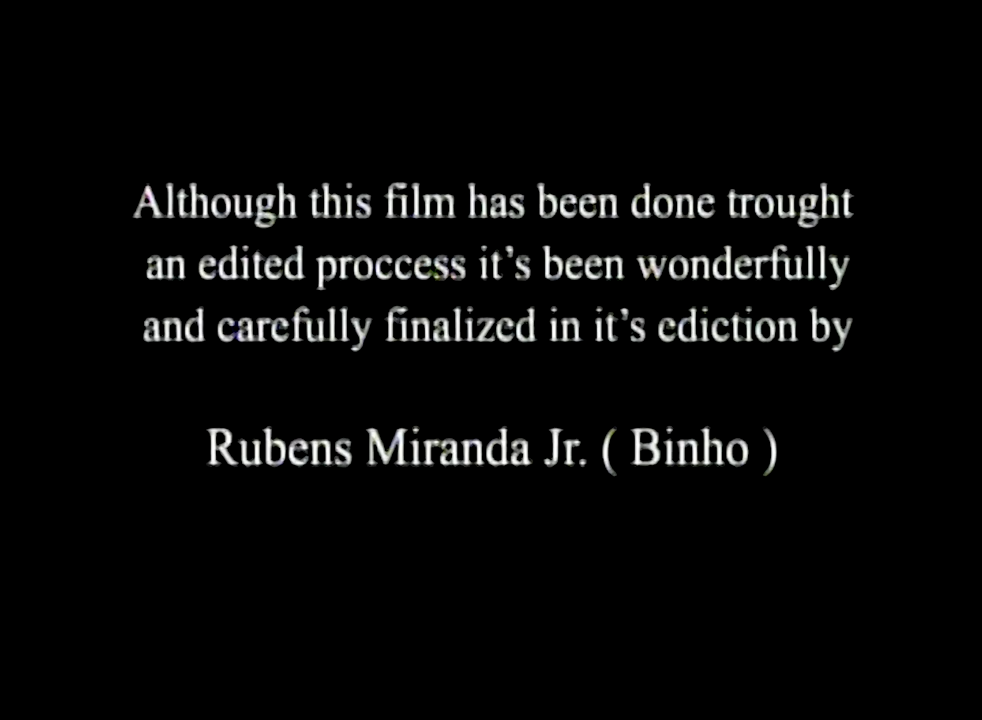 Although this film has been done trought
an edited proccess it's been wonderfully
and carefully finalized in it's ediction by
Rubens Miranda Jr. ( Binho )